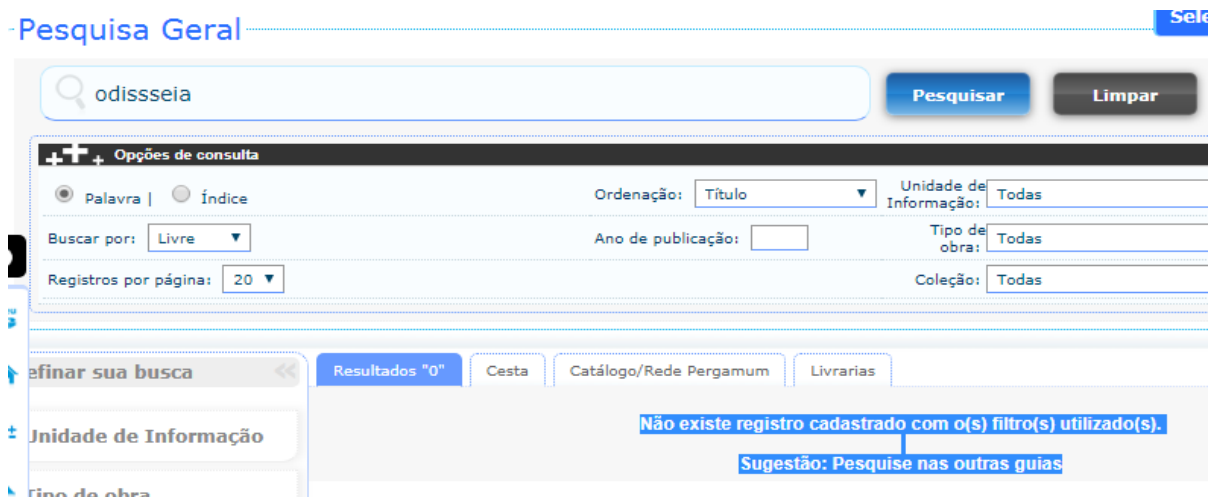 Pesquisa Geral
odissseia
Pesquisar
Limpar
Opções de consulta
Palavra | Índice
Ordenação: Título
Unidade de Informação: Todas
Buscar por: Livre
Ano de publicação:
Tipo de obra: Todas
Registros por página: 20
Coleção: Todas
efinar sua busca
Resultados "0"
Cesta
Catálogo/Rede Pergamum
Livrarias
Não existe registro cadastrado com o(s) filtro(s) utilizado(s).
Unidade de Informação
Sugestão: Pesquise nas outras guias
Tipo de obra